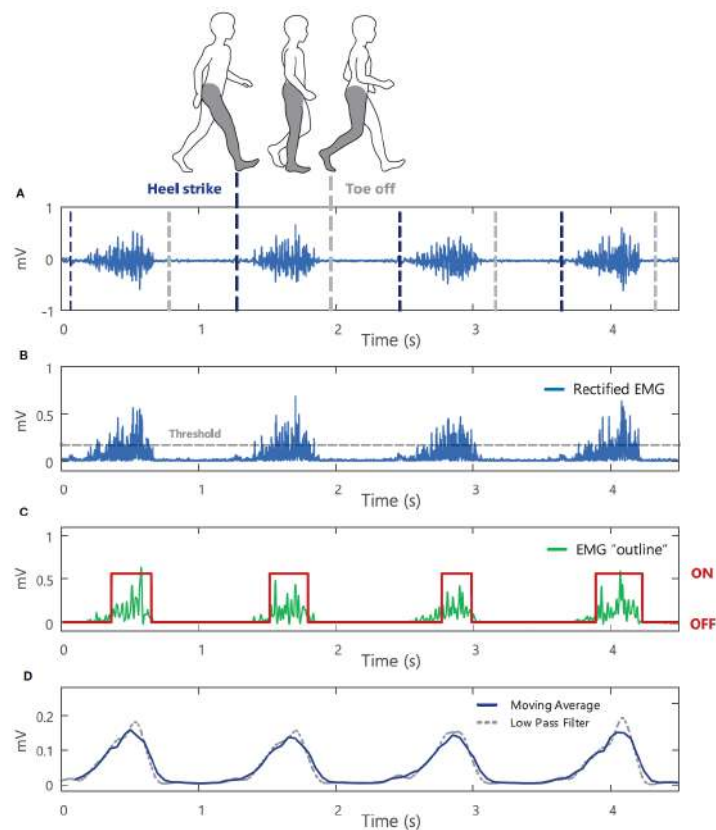 Heel strike
Toe off
A
1
0
-1
mV
0
1
2
3
4
Time (s)
B
1
0.5
0
mV
Rectified EMG
Threshold
0
1
2
3
4
Time (s)
C
1
0.5
0
mV
EMG "outline"
ON
OFF
0
1
2
3
4
Time (s)
D
0.2
0.1
0
mV
Moving Average
Low Pass Filter
0
1
2
3
4
Time (s)